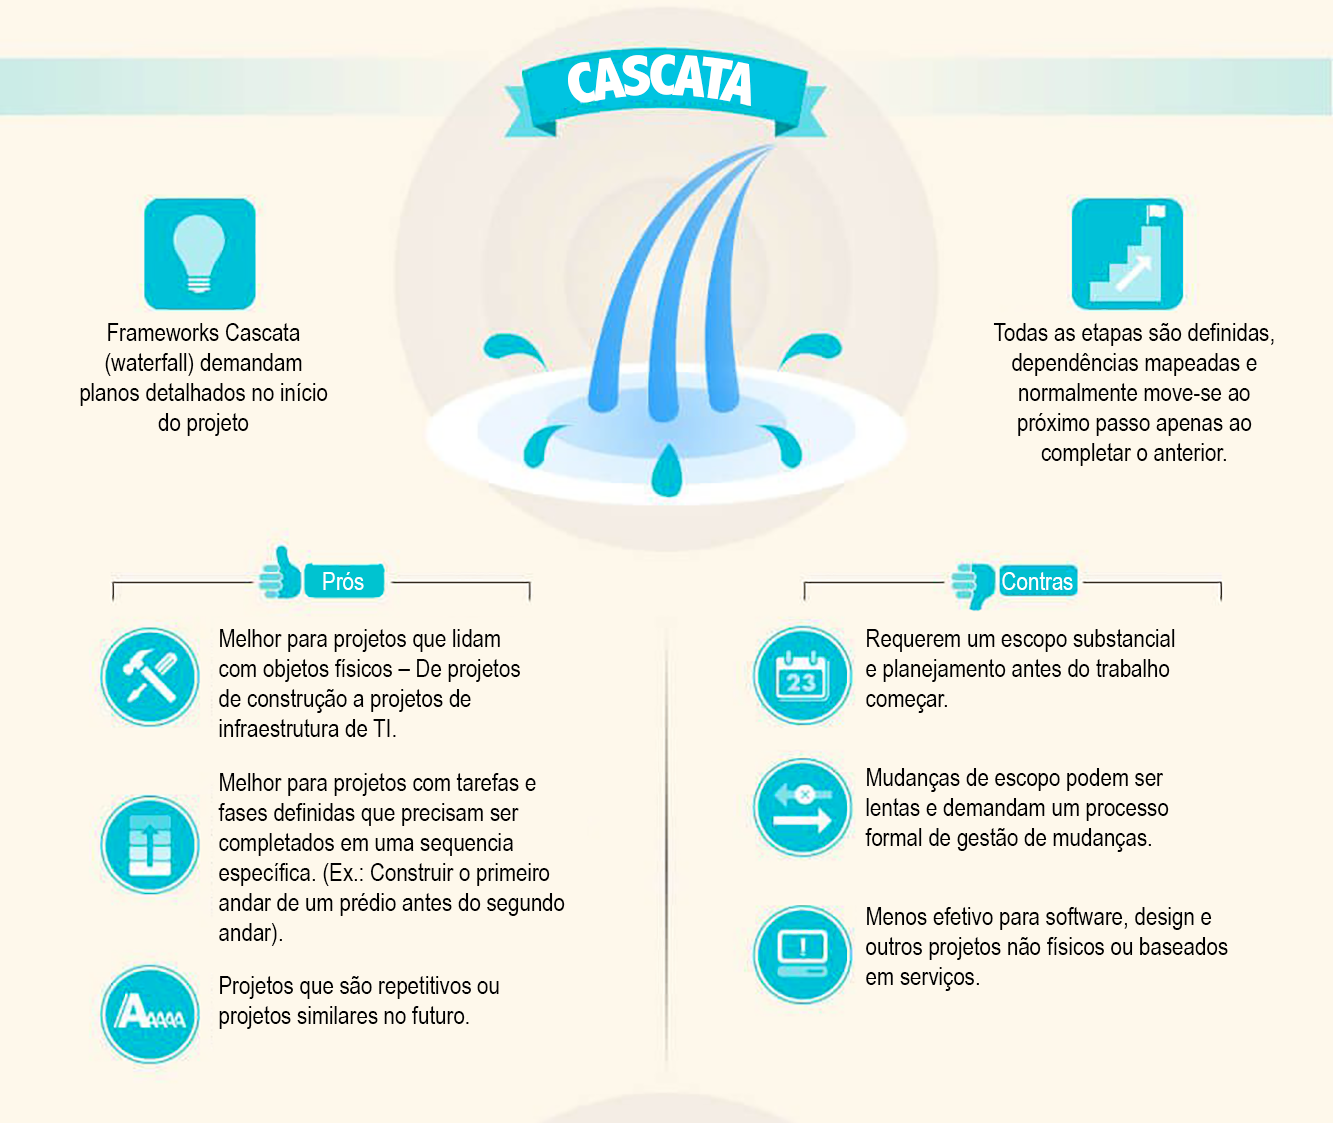 CASCATA
Frameworks Cascata
(waterfall) demandam
planos detalhados no início
do projeto
Todas as etapas são definidas,
dependências mapeadas e
normalmente move-se ao
próximo passo apenas ao
completar o anterior.
Prós
Melhor para projetos que lidam
com objetos físicos – De projetos
de construção a projetos de
infraestrutura de TI.
Melhor para projetos com tarefas e
fases definidas que precisam ser
completados em uma sequencia
específica. (Ex.: Construir o primeiro
andar de um prédio antes do segundo
andar).
AAAAA
Projetos que são repetitivos ou
projetos similares no futuro.
Contras
23
Requerem um escopo substancial
e planejamento antes do trabalho
começar.
Mudanças de escopo podem ser
lentas e demandam um processo
formal de gestão de mudanças.
!
Menos efetivo para software, design e
outros projetos não físicos ou baseados
em serviços.